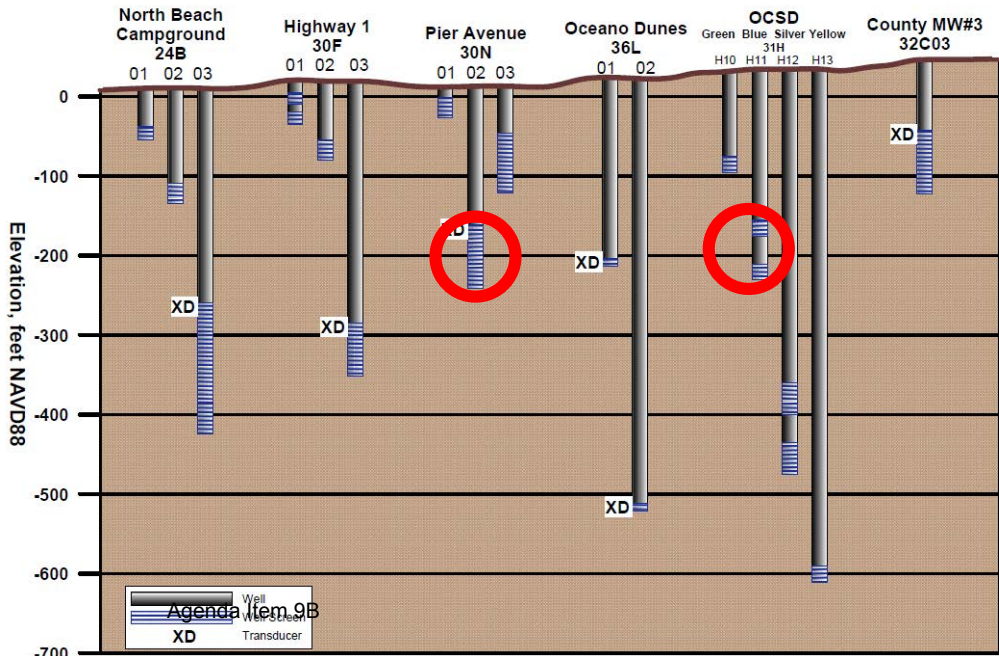 North Beach
Campground
24B
01 02 03
Highway 1
30F
01 02 03
Pier Avenue
30N
01 02 03
Oceano Dunes
36L
01 02
OCSD
Green Blue Silver Yellow
31H
H10 H11 H12 H13
County MW#3
32C03
Elevation, feet NAVD88
0
-100
-200
-300
-400
-500
-600
-700
XD
XD
XD
XD
XD
XD
XD
Well
Well Screen
XD Transducer
Agenda Item 9B